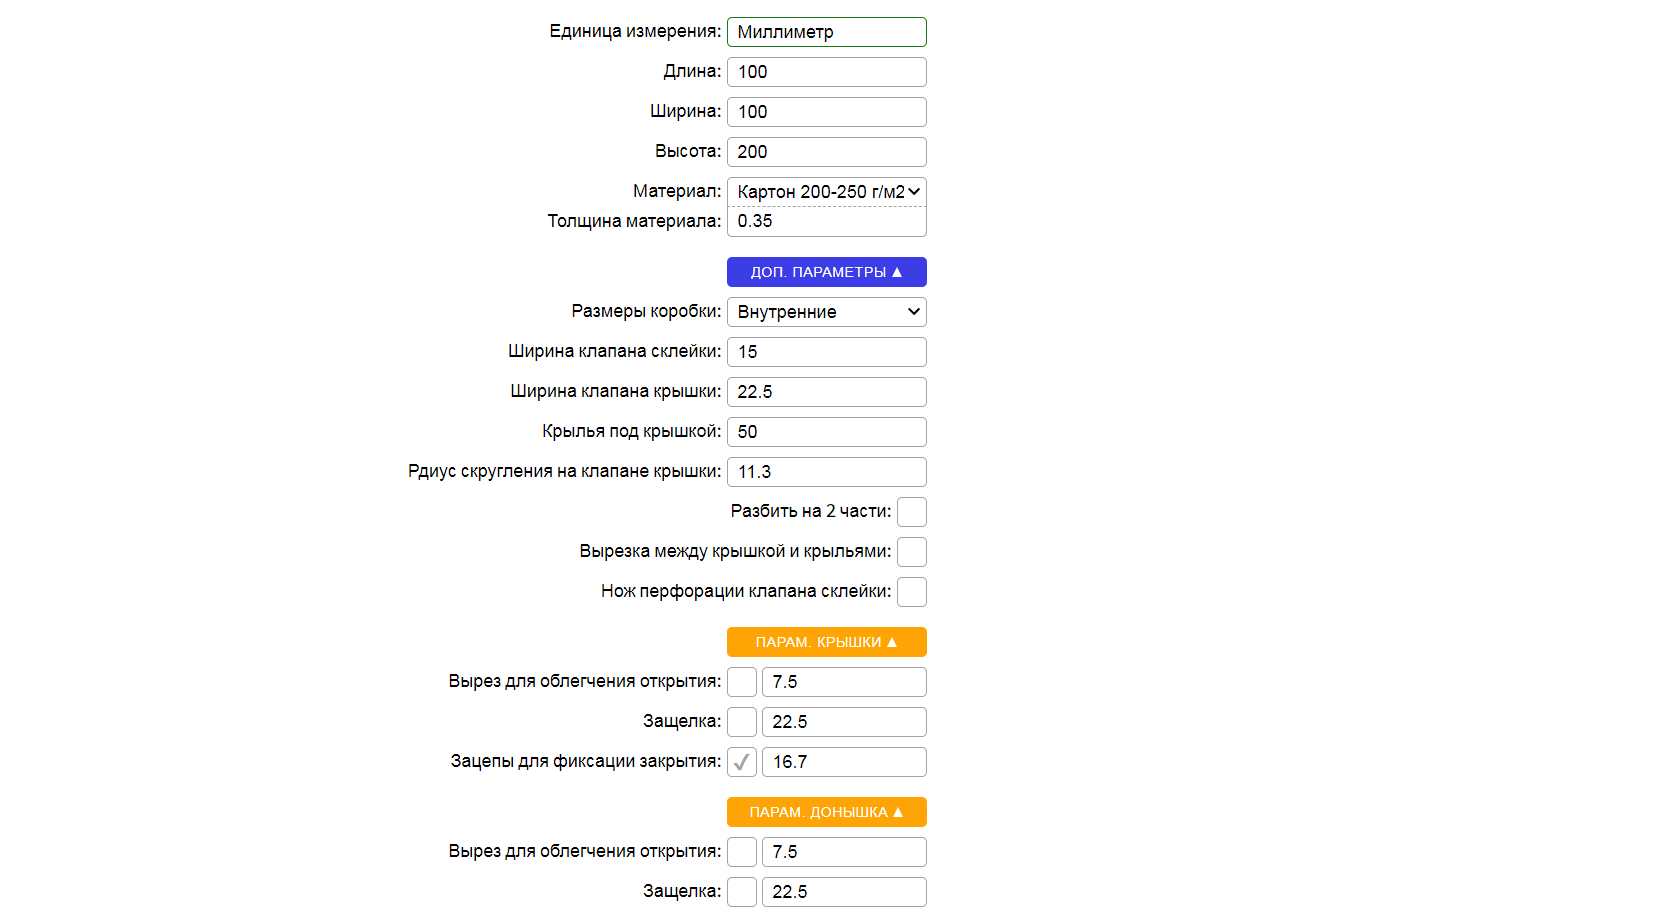 Единица измерения: Миллиметр
Длина: 100
Ширина: 100
Высота: 200
Материал: Картон 200-250 г/м2
Толщина материала: 0.35
ДОП. ПАРАМЕТРЫ ▲
Размеры коробки: Внутренние
Ширина клапана склейки: 15
Ширина клапана крышки: 22.5
Крылья под крышкой: 50
Рдиус скругления на клапане крышки: 11.3
Разбить на 2 части:
Вырезка между крышкой и крыльями:
Нож перфорации клапана склейки:
ПАРАМ. КРЫШКИ ▲
Вырез для облегчения открытия: 7.5
Защелка: 22.5
Зацепы для фиксации закрытия: ✓ 16.7
ПАРАМ. ДОНЫШКА ▲
Вырез для облегчения открытия: 7.5
Защелка: 22.5